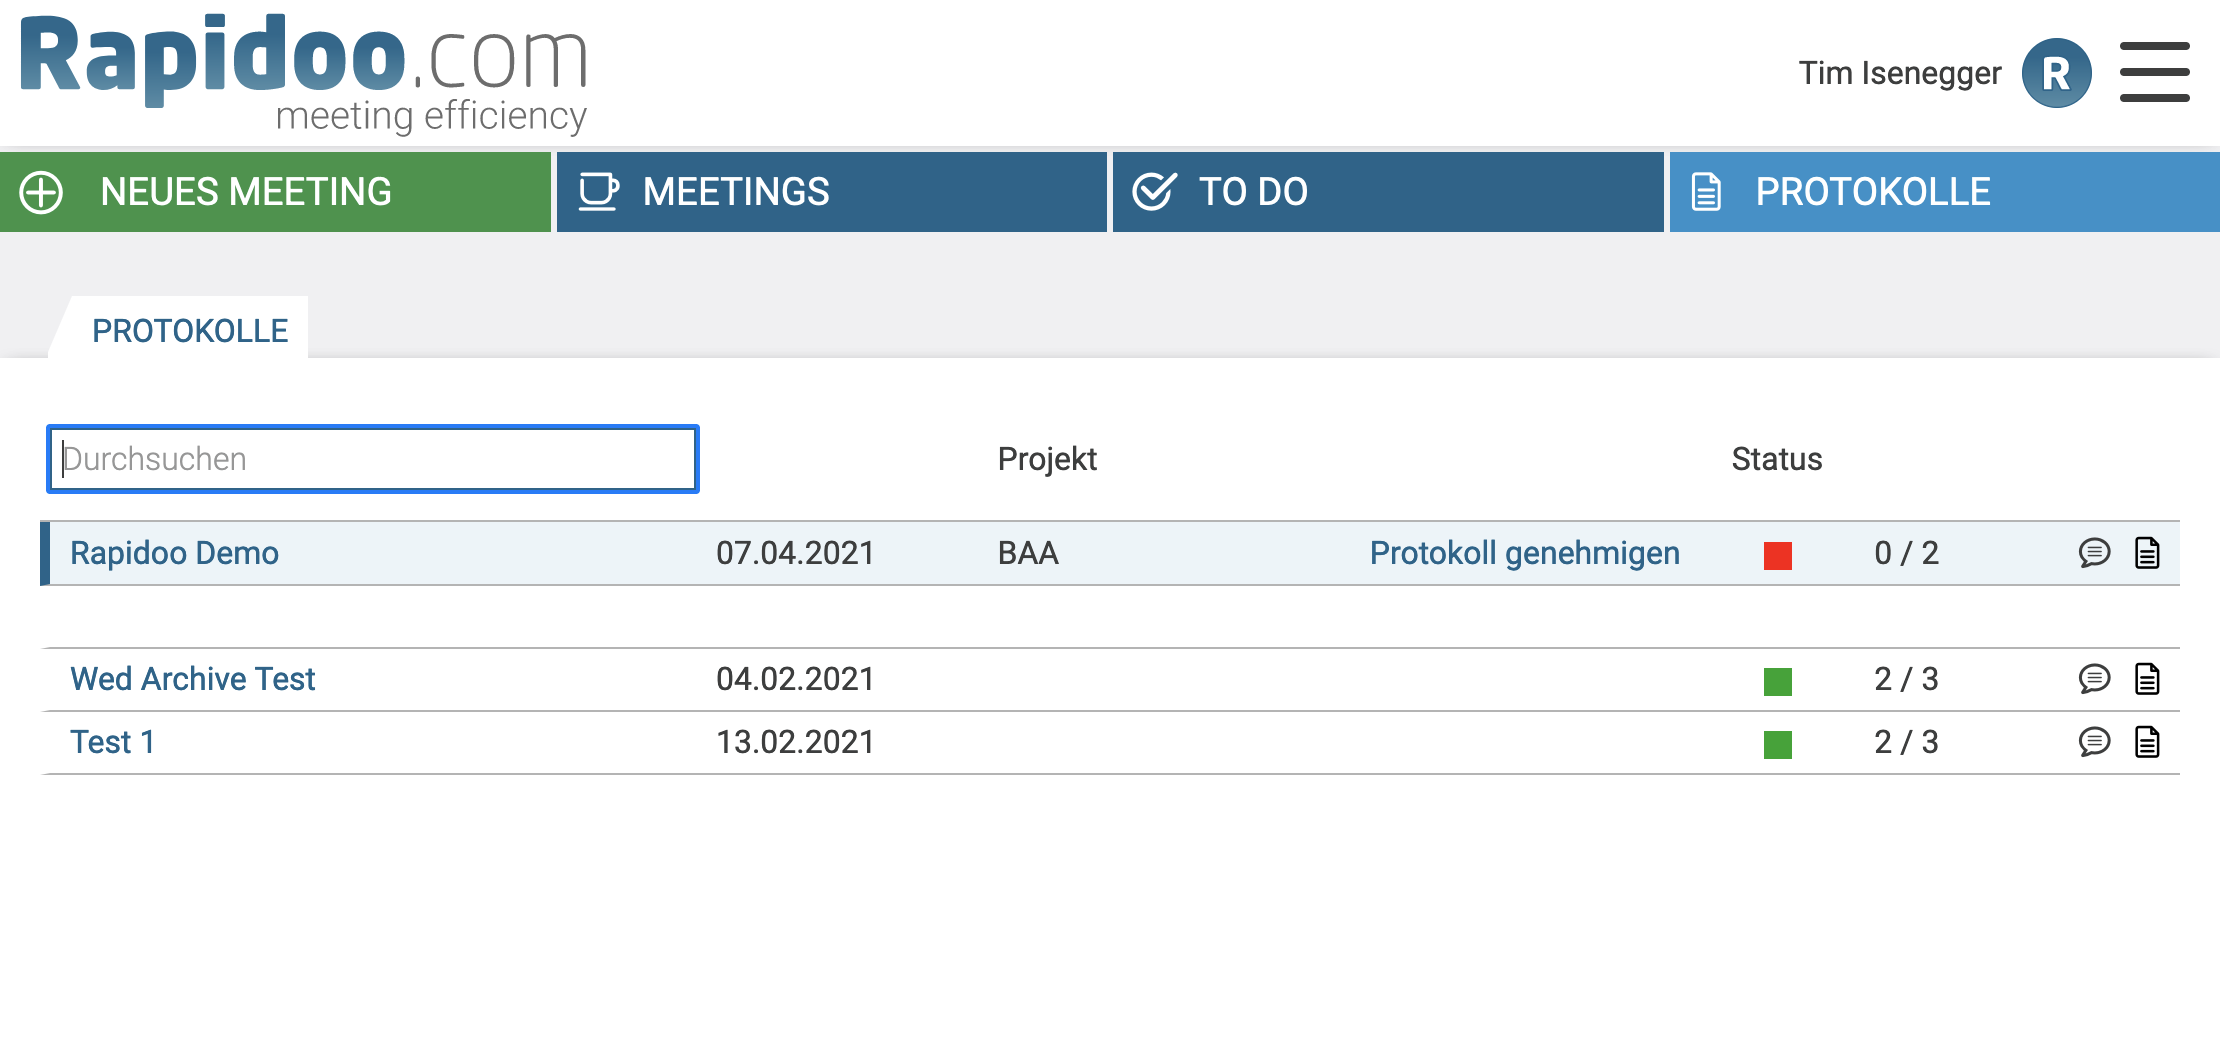 Rapidoo.com
meeting efficiency
Tim Isenegger R
NEUES MEETING MEETINGS TO DO PROTOKOLLE
PROTOKOLLE
Durchsuchen Projekt Status
Rapidoo Demo 07.04.2021 BAA Protokoll genehmigen 0 / 2
Wed Archive Test 04.02.2021 2 / 3
Test 1 13.02.2021 2 / 3